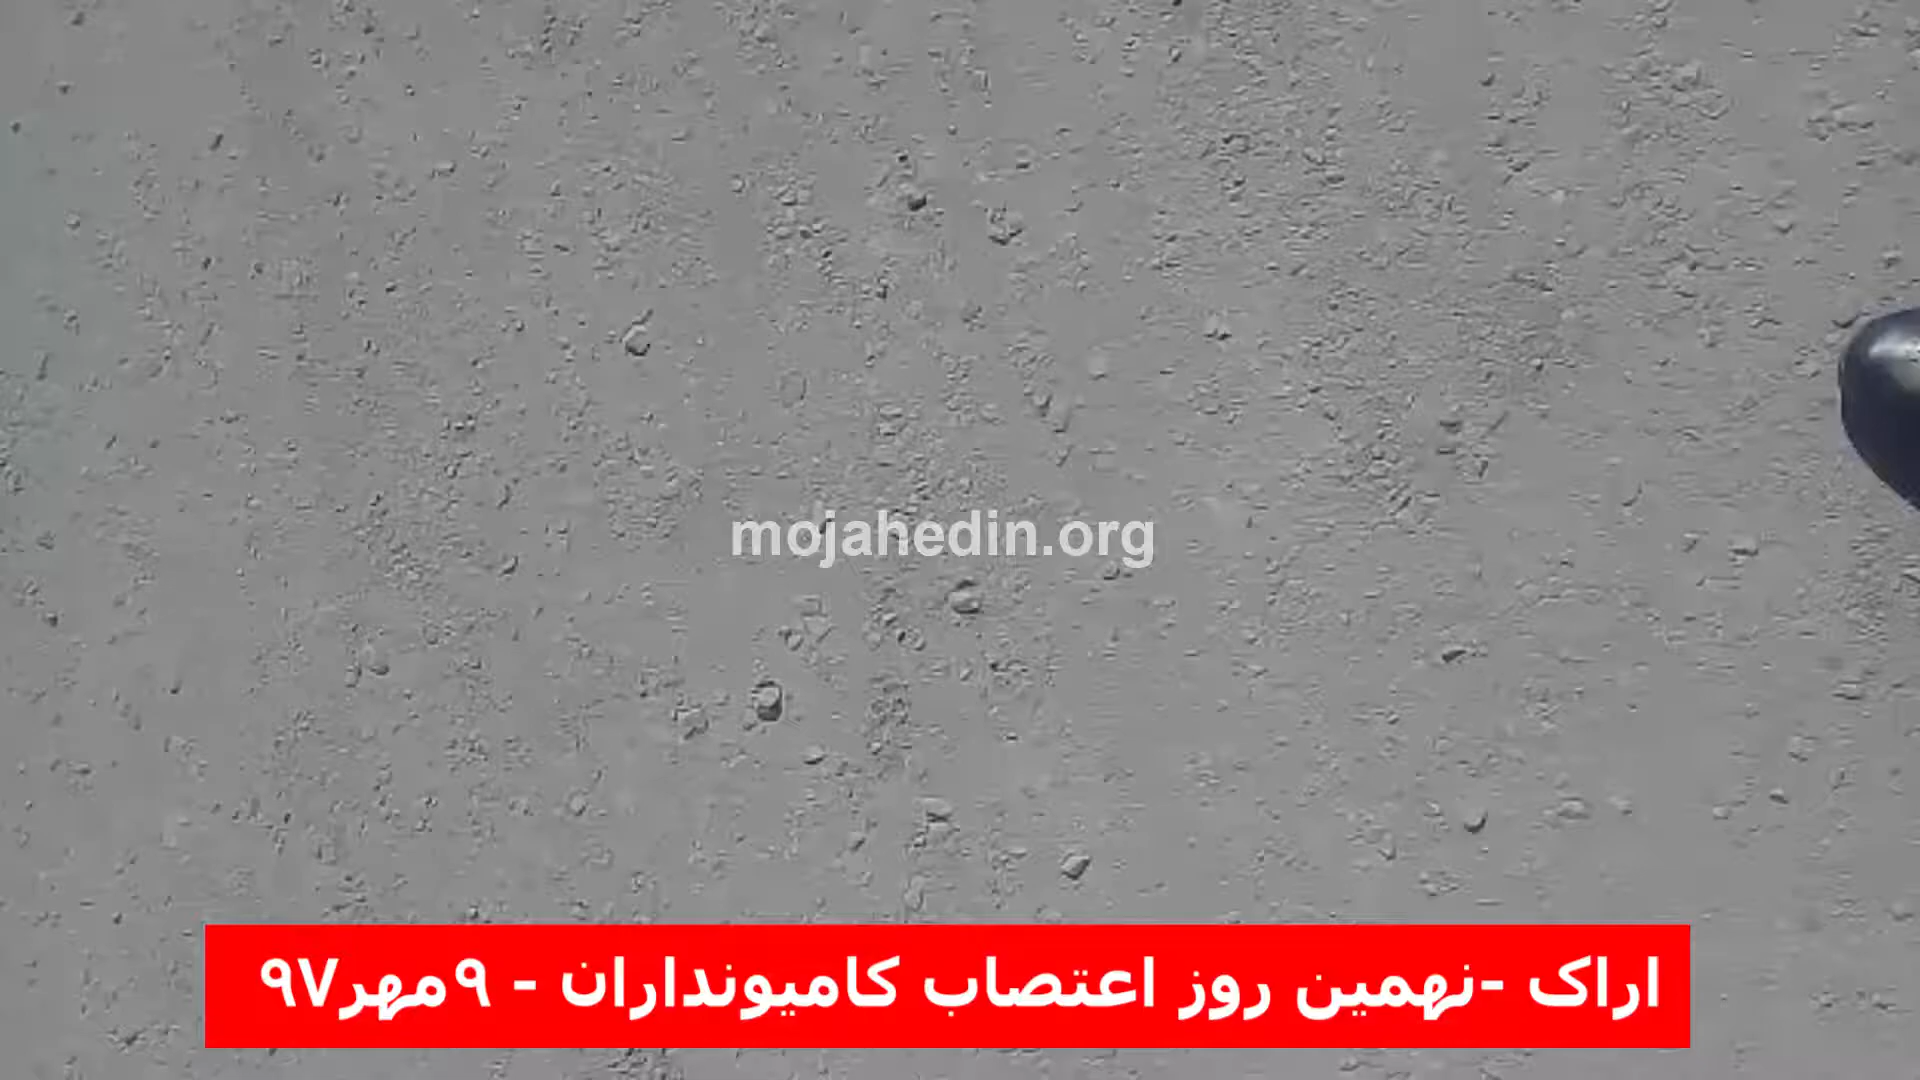 mojahedin.org
اراک -نهمین روز اعتصاب کامیونداران - ۹مهر۹۷